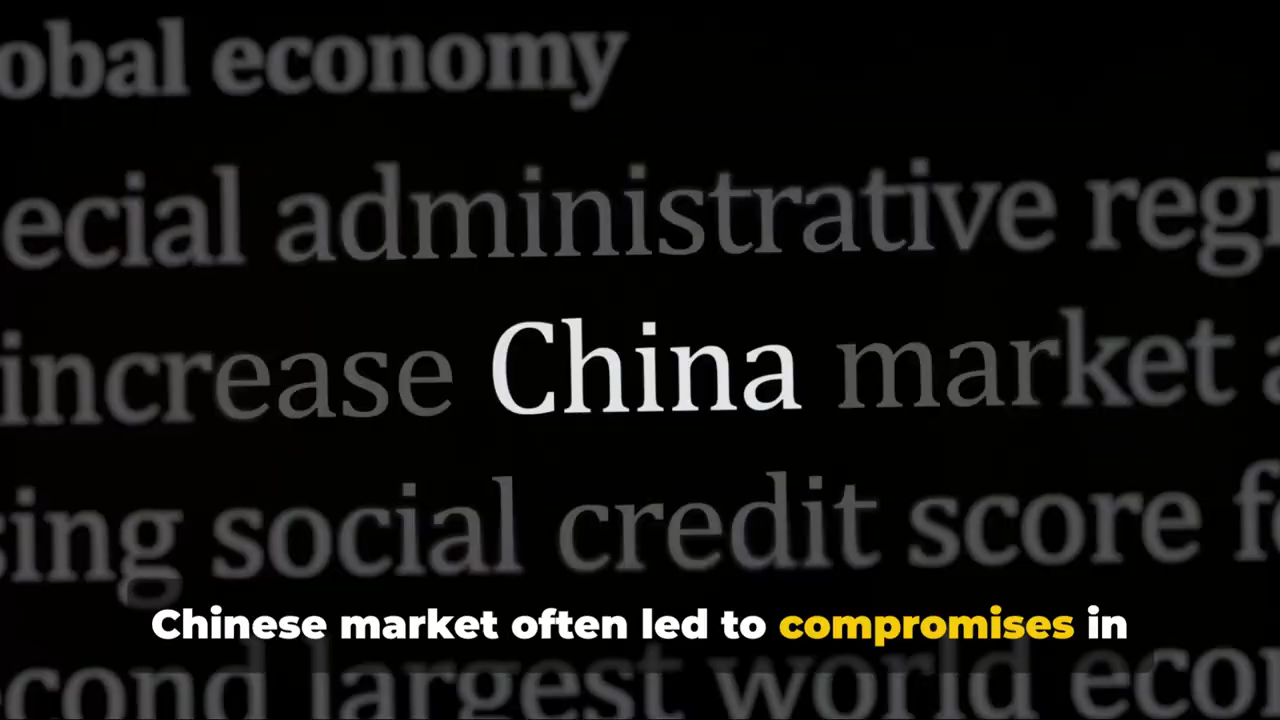 obal economy
ecial administrative regi
increase China market a
sing social credit score fo
Chinese market often led to compromises in
econd largest world econ